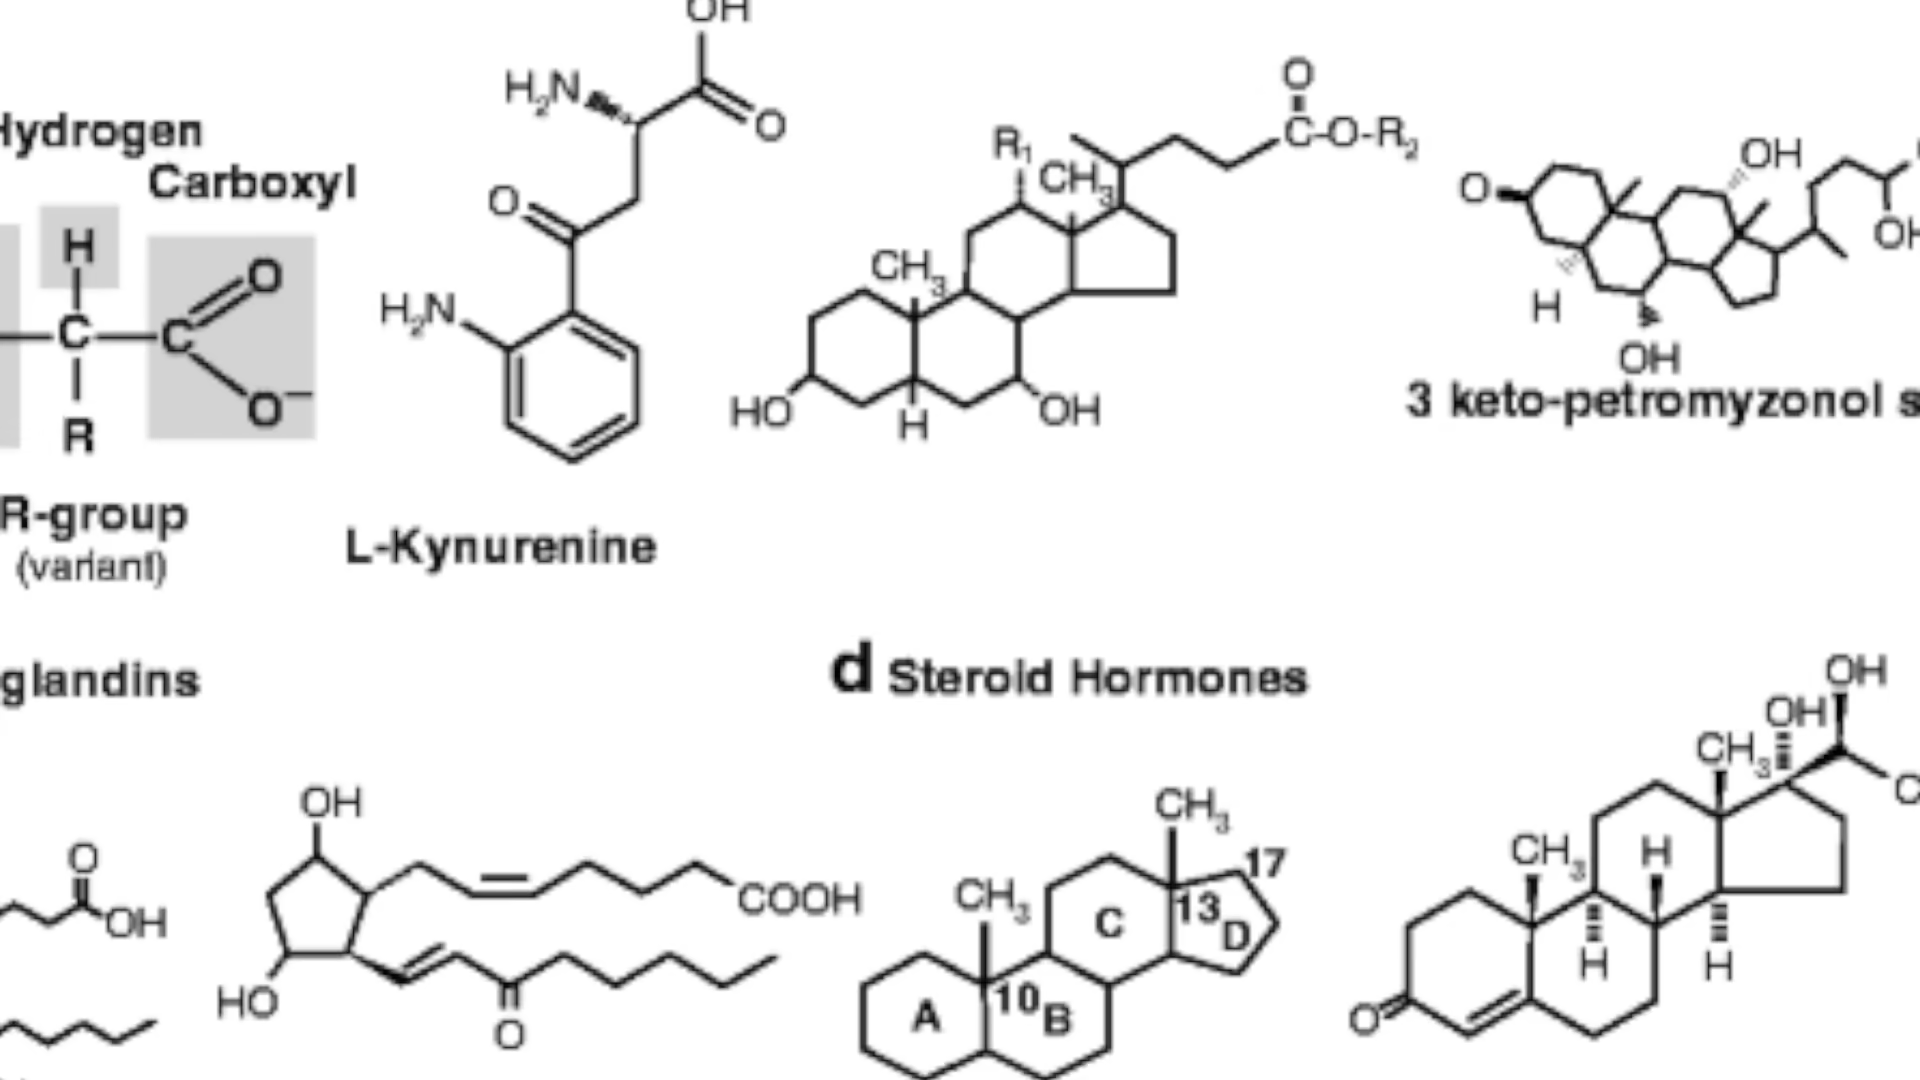 Hydrogen
Carboxyl
H
C
C
O
O⁻
R
R-group
(variant)
OH
H₂N
O
O
H₂N
L-Kynurenine
R₁
CH₃
CH₃
O
C-O-R₂
HO
H
OH
O
OH
OH
H
OH
3 keto-petromyzonol s
glandins
O
OH
OH
COOH
HO
O
d Steroid Hormones
CH₃
CH₃
17
13
10
A
B
C
D
OH
OH
CH₃
CH₃
H
H
H
O
C